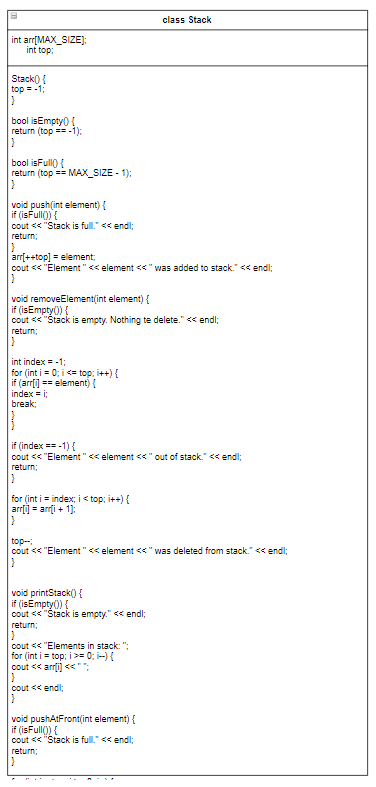 class Stack
int arr[MAX_SIZE];
int top;
Stack() {
top = -1;
}
bool isEmpty() {
return (top == -1);
}
bool isFull() {
return (top == MAX_SIZE - 1);
}
void push(int element) {
if (isFull()) {
cout << "Stack is full." << endl;
return;
}
arr[++top] = element;
cout << "Element " << element << " was added to stack." << endl;
}
void removeElement(int element) {
if (isEmpty()) {
cout << "Stack is empty. Nothing te delete." << endl;
return;
}
int index = -1;
for (int i = 0; i <= top; i++) {
if (arr[i] == element) {
index = i;
break;
}
}
if (index == -1) {
cout << "Element " << element << " out of stack." << endl;
return;
}
for (int i = index; i < top; i++) {
arr[i] = arr[i + 1];
}
top--;
cout << "Element " << element << " was deleted from stack." << endl;
}
void printStack() {
if (isEmpty()) {
cout << "Stack is empty." << endl;
return;
}
cout << "Elements in stack: ";
for (int i = top; i >= 0; i--) {
cout << arr[i] << " ";
}
cout << endl;
}
void pushAtFront(int element) {
if (isFull()) {
cout << "Stack is full." << endl;
return;
}